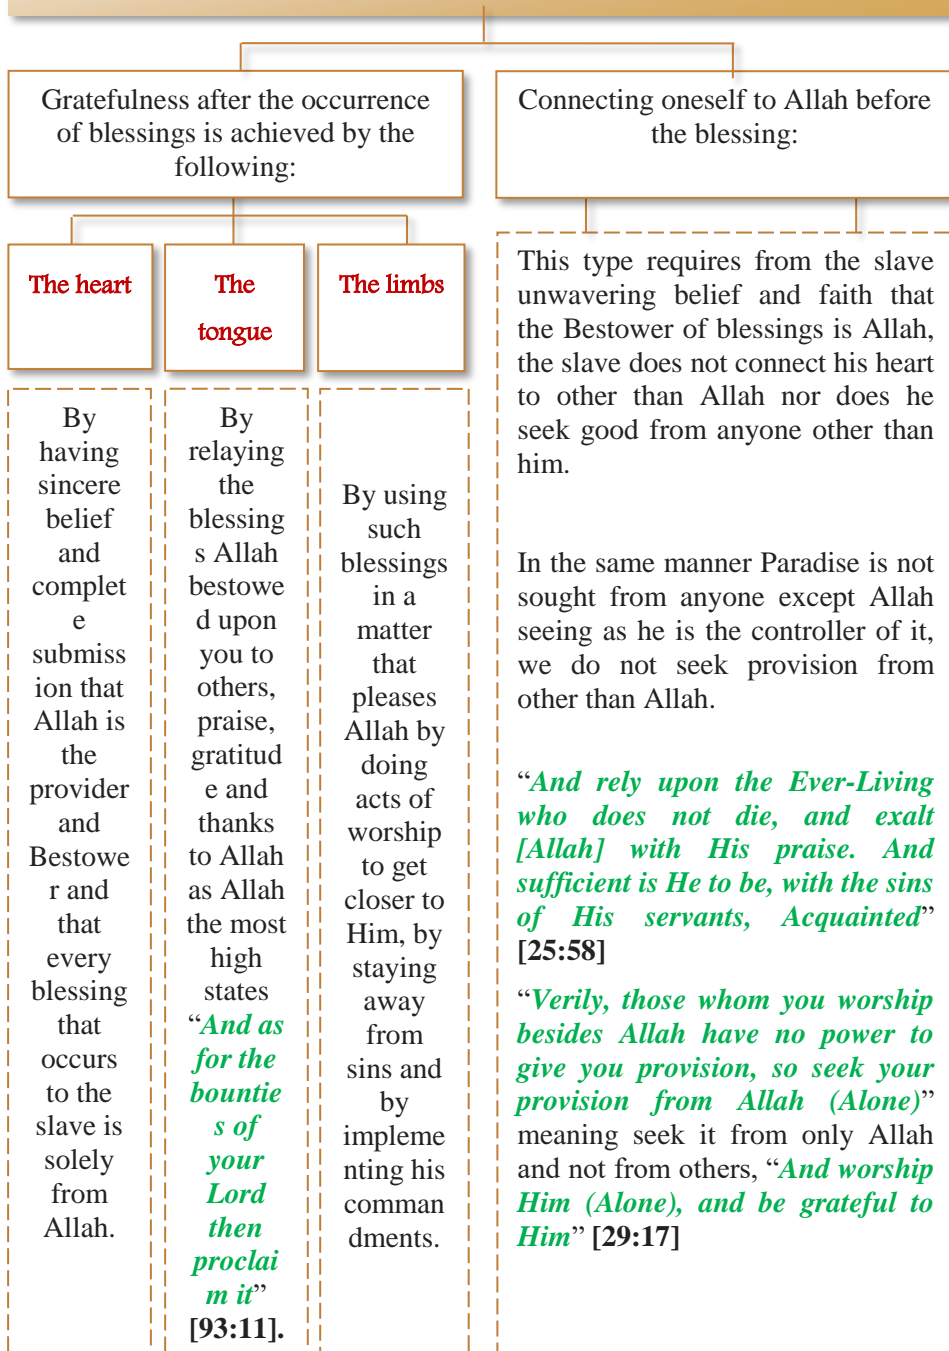 Gratefulness after the occurrence
of blessings is achieved by the
following:
Connecting oneself to Allah before
the blessing:
The heart
By
having
sincere
belief
and
complet
e
submiss
ion that
Allah is
the
provider
and
Bestowe
r and
that
every
blessing
that
occurs
to the
slave is
solely
from
Allah.
The
tongue
By
relaying
the
blessing
s Allah
bestowe
d upon
you to
others,
praise,
gratitud
e and
thanks
to Allah
as Allah
the most
high
states
“And as
for the
bountie
s of
your
Lord
then
proclai
m it”
[93:11].
The limbs
By using
such
blessings
in a
matter
that
pleases
Allah by
doing
acts of
worship
to get
closer to
Him, by
staying
away
from
sins and
by
impleme
nting his
comman
dments.
This type requires from the slave
unwavering belief and faith that
the Bestower of blessings is Allah,
the slave does not connect his heart
to other than Allah nor does he
seek good from anyone other than
him.
In the same manner Paradise is not
sought from anyone except Allah
seeing as he is the controller of it,
we do not seek provision from
other than Allah.
“And rely upon the Ever-Living
who does not die, and exalt
[Allah] with His praise. And
sufficient is He to be, with the sins
of His servants, Acquainted”
[25:58]
“Verily, those whom you worship
besides Allah have no power to
give you provision, so seek your
provision from Allah (Alone)”
meaning seek it from only Allah
and not from others, “And worship
Him (Alone), and be grateful to
Him” [29:17]